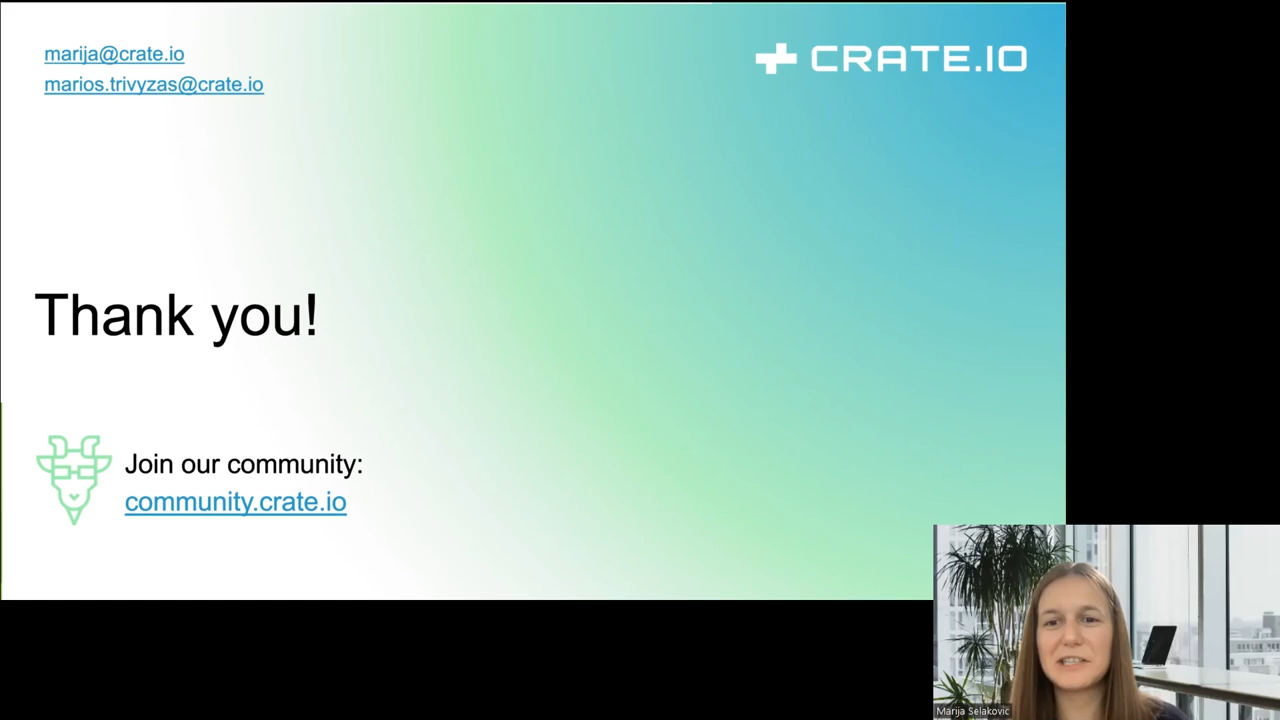 marija@crate.io
marios.trivyzas@crate.io
CRATE.IO
Thank you!
Join our community:
community.crate.io
Marija Selakovic